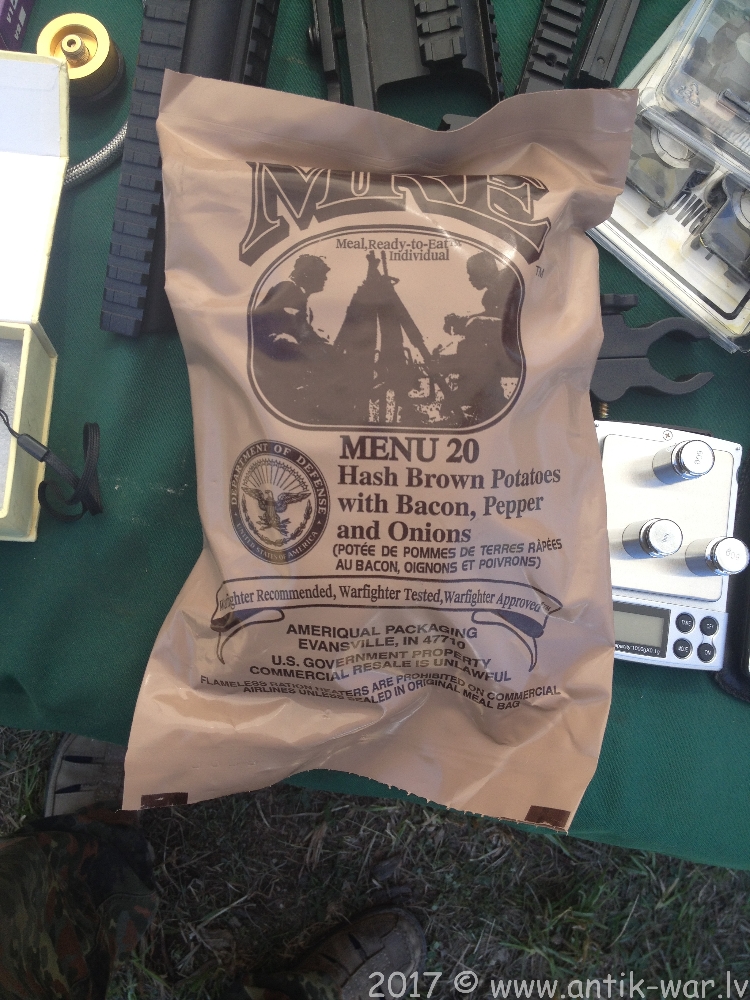 MRE
Meal, Ready-to-Eat™
Individual
TM
MENU 20
Hash Brown Potatoes
with Bacon, Pepper
and Onions
(POTÉE DE POMMES DE TERRES RÂPÉES
AU BACON, OIGNONS ET POIVRONS)
DEPARTMENT OF DEFENSE
UNITED STATES OF AMERICA
Warfighter Recommended, Warfighter Tested, Warfighter Approved™
AMERIQUAL PACKAGING
EVANSVILLE, IN 47710
U.S. GOVERNMENT PROPERTY
COMMERCIAL RESALE IS UNLAWFUL
FLAMELESS RATION HEATERS ARE PROHIBITED ON COMMERCIAL
AIRLINES UNLESS SEALED IN ORIGINAL MEAL BAG
2017 © www.antik-war.lv